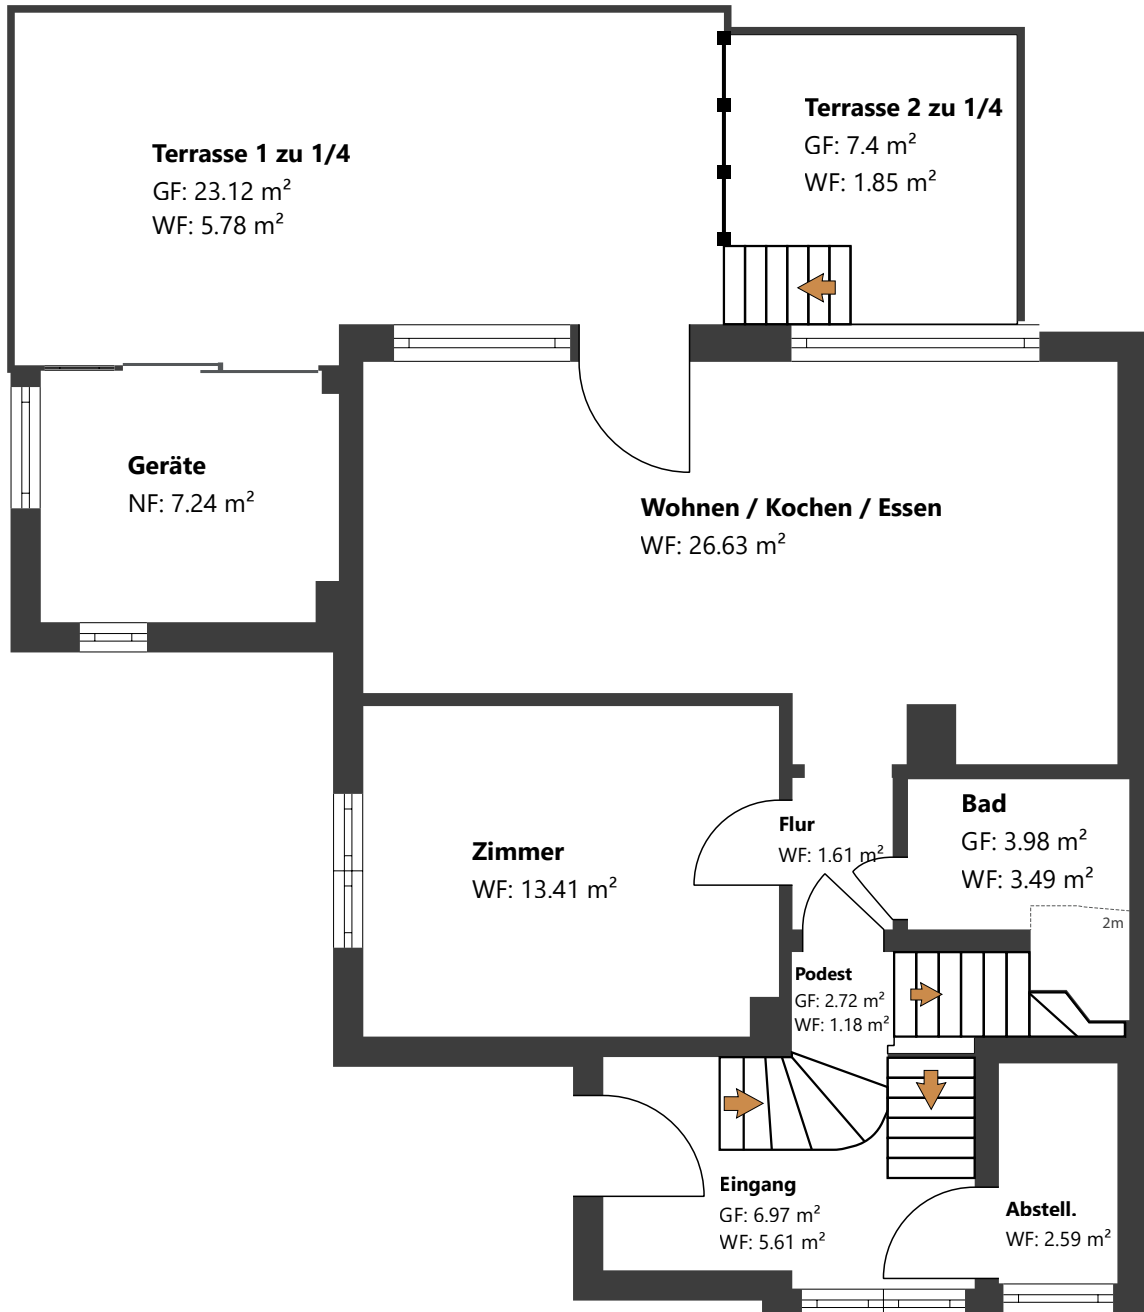 Terrasse 1 zu 1/4
GF: 23.12 m²
WF: 5.78 m²
Terrasse 2 zu 1/4
GF: 7.4 m²
WF: 1.85 m²
Geräte
NF: 7.24 m²
Wohnen / Kochen / Essen
WF: 26.63 m²
Zimmer
WF: 13.41 m²
Flur
WF: 1.61 m²
Bad
GF: 3.98 m²
WF: 3.49 m²
2m
Podest
GF: 2.72 m²
WF: 1.18 m²
Eingang
GF: 6.97 m²
WF: 5.61 m²
Abstell.
WF: 2.59 m²